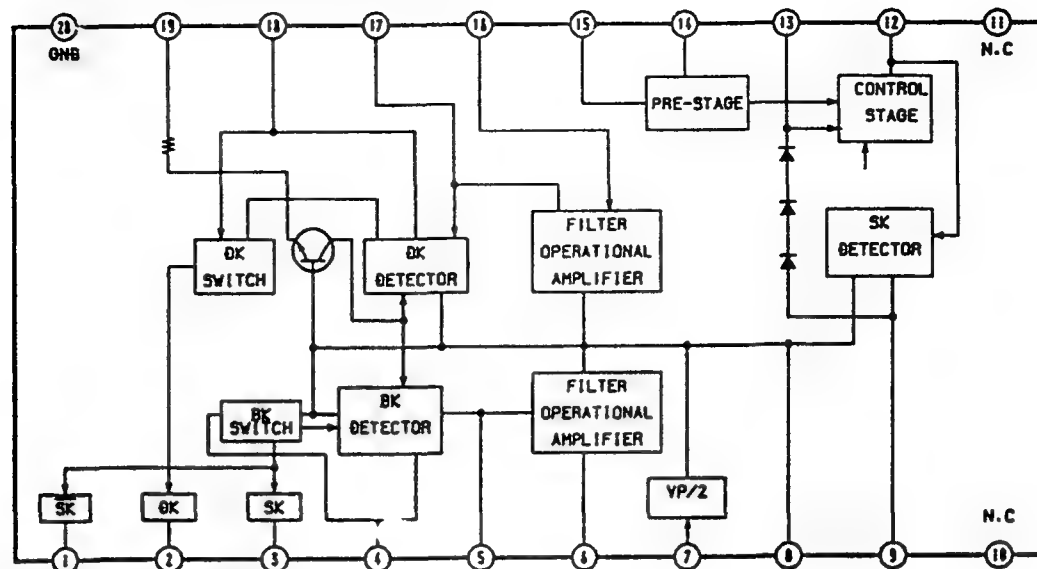 20 19 18 17 16 15 14 13 12 11
GND
N.C
PRE-STAGE
CONTROL
STAGE
FILTER
OPERATIONAL
AMPLIFIER
SK
DETECTOR
DK
SWITCH
DK
DETECTOR
BK
SWITCH
BK
DETECTOR
FILTER
OPERATIONAL
AMPLIFIER
VP/2
SK
DK
SK
N.C
1 2 3 4 5 6 7 8 9 10